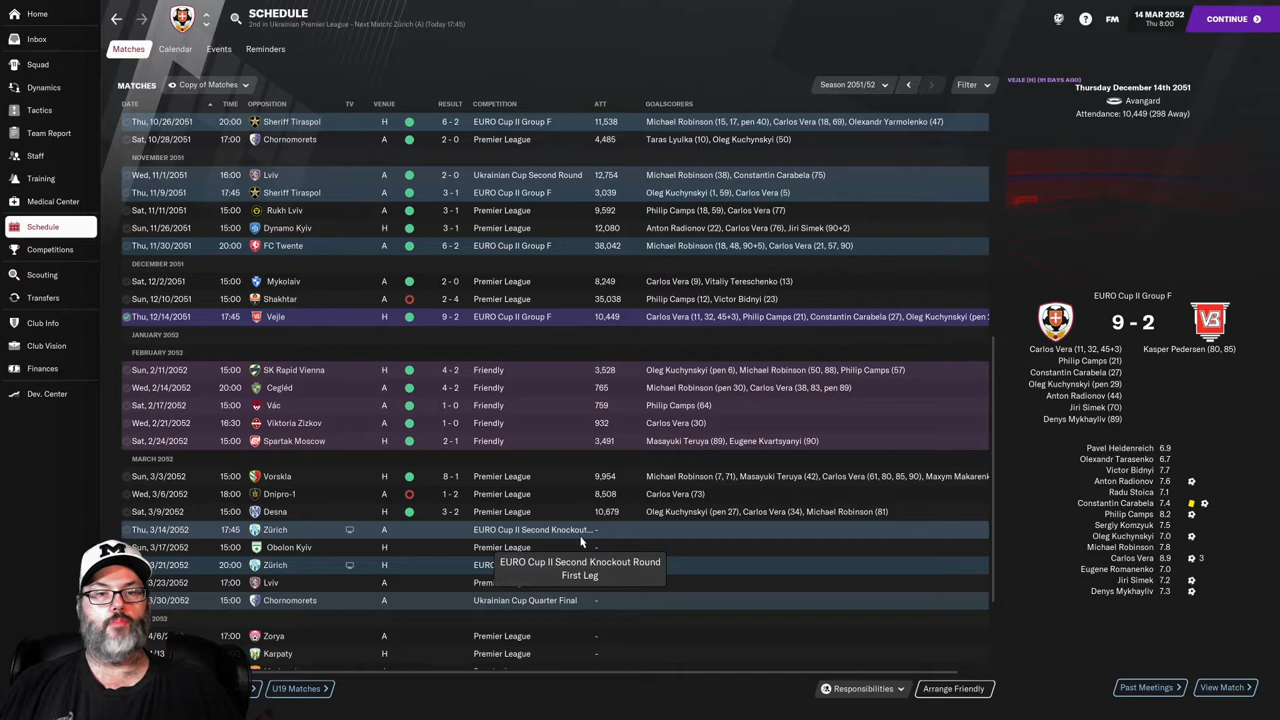 Home
SCHEDULE
2nd in Ukrainian Premier League - Next Match: Zürich (A) (Today 17:45)
FM
14 MAR 2052
Thu 8:00
CONTINUE
Inbox
Squad
Dynamics
Tactics
Team Report
Staff
Training
Medical Center
Schedule
Competitions
Scouting
Transfers
Club Info
Club Vision
Finances
Dev. Center
Matches Calendar Events Reminders
MATCHES Copy of Matches Season 2051/52 Filter
DATE TIME OPPOSITION TV VENUE RESULT COMPETITION ATT GOALSCORERS
Thu, 10/26/2051 20:00 Sheriff Tiraspol H 6 - 2 EURO Cup II Group F 11,538 Michael Robinson (15, 17, pen 40), Carlos Vera (18, 69), Olexandr Yarmolenko (47)
Sat, 10/28/2051 17:00 Chornomorets A 2 - 0 Premier League 4,485 Taras Lyulka (10), Oleg Kuchynskyi (50)
NOVEMBER 2051
Wed, 11/1/2051 16:00 Lviv A 2 - 0 Ukrainian Cup Second Round 12,754 Michael Robinson (38), Constantin Carabela (75)
Thu, 11/9/2051 17:45 Sheriff Tiraspol A 3 - 1 EURO Cup II Group F 3,039 Oleg Kuchynskyi (1, 59), Carlos Vera (5)
Sat, 11/11/2051 15:00 Rukh Lviv A 3 - 1 Premier League 9,592 Philip Camps (18, 59), Carlos Vera (77)
Sun, 11/26/2051 15:00 Dynamo Kyiv H 3 - 1 Premier League 12,080 Anton Radionov (22), Carlos Vera (76), Jiri Simek (90+2)
Thu, 11/30/2051 20:00 FC Twente A 6 - 2 EURO Cup II Group F 38,042 Michael Robinson (18, 48, 90+5), Carlos Vera (21, 57, 90)
DECEMBER 2051
Sat, 12/2/2051 15:00 Mykolaiv A 2 - 0 Premier League 8,249 Carlos Vera (9), Vitaliy Tereschenko (13)
Sun, 12/10/2051 15:00 Shakhtar A 2 - 4 Premier League 35,038 Philip Camps (12), Victor Bidnyi (23)
Thu, 12/14/2051 17:45 Vejle H 9 - 2 EURO Cup II Group F 10,449 Carlos Vera (11, 32, 45+3), Philip Camps (21), Constantin Carabela (27), Oleg Kuchynskyi (pen 2
JANUARY 2052
FEBRUARY 2052
Sun, 2/11/2052 15:00 SK Rapid Vienna H 4 - 2 Friendly 3,528 Oleg Kuchynskyi (pen 6), Michael Robinson (50, 88), Philip Camps (57)
Wed, 2/14/2052 20:00 Cegléd A 4 - 2 Friendly 765 Michael Robinson (pen 30), Carlos Vera (38, 83, pen 89)
Sat, 2/17/2052 15:00 Vác A 1 - 0 Friendly 759 Philip Camps (64)
Wed, 2/21/2052 16:30 Viktoria Zizkov A 1 - 0 Friendly 932 Carlos Vera (30)
Sat, 2/24/2052 15:00 Spartak Moscow H 2 - 1 Friendly 3,491 Masayuki Teruya (89), Eugene Kvartsyanyi (90)
MARCH 2052
Sun, 3/3/2052 15:00 Vorskla H 8 - 1 Premier League 9,954 Michael Robinson (7, 71), Masayuki Teruya (42), Carlos Vera (61, 80, 85, 90), Maxym Makarenk
Wed, 3/6/2052 18:00 Dnipro-1 A 1 - 2 Premier League 8,508 Carlos Vera (73)
Sat, 3/9/2052 15:00 Desna H 3 - 2 Premier League 10,679 Oleg Kuchynskyi (pen 27), Carlos Vera (34), Michael Robinson (81)
Thu, 3/14/2052 17:45 Zürich A EURO Cup II Second Knockout... -
Sun, 3/17/2052 15:00 Obolon Kyiv H Premier League -
3/21/2052 20:00 Zürich H EURO
EURO Cup II Second Knockout Round
First Leg
3/23/2052 15:00 Lviv A Premi
3/30/2052 15:00 Chornomorets A Ukrainian Cup Quarter Final -
2052
4/6/2 17:00 Zorya A Premier League -
4/13 15:00 Karpaty H Premier League -
U19 Matches Responsibilities Arrange Friendly
VEJLE (H) (91 DAYS AGO)
Thursday December 14th 2051
Avangard
Attendance: 10,449 (298 Away)
EURO Cup II Group F
9 - 2
Carlos Vera (11, 32, 45+3) Kasper Pedersen (80, 85)
Philip Camps (21)
Constantin Carabela (27)
Oleg Kuchynskyi (pen 29)
Anton Radionov (44)
Jiri Simek (70)
Denys Mykhayliv (89)
Pavel Heidenreich 6.9
Olexandr Tarasenko 6.7
Victor Bidnyi 7.7
Anton Radionov 7.6
Radu Stoica 7.1
Constantin Carabela 7.4
Philip Camps 8.2
Sergiy Komzyuk 7.5
Oleg Kuchynskyi 7.0
Michael Robinson 7.8
Carlos Vera 8.9 3
Eugene Romanenko 7.0
Jiri Simek 7.2
Denys Mykhayliv 7.3
Past Meetings View Match